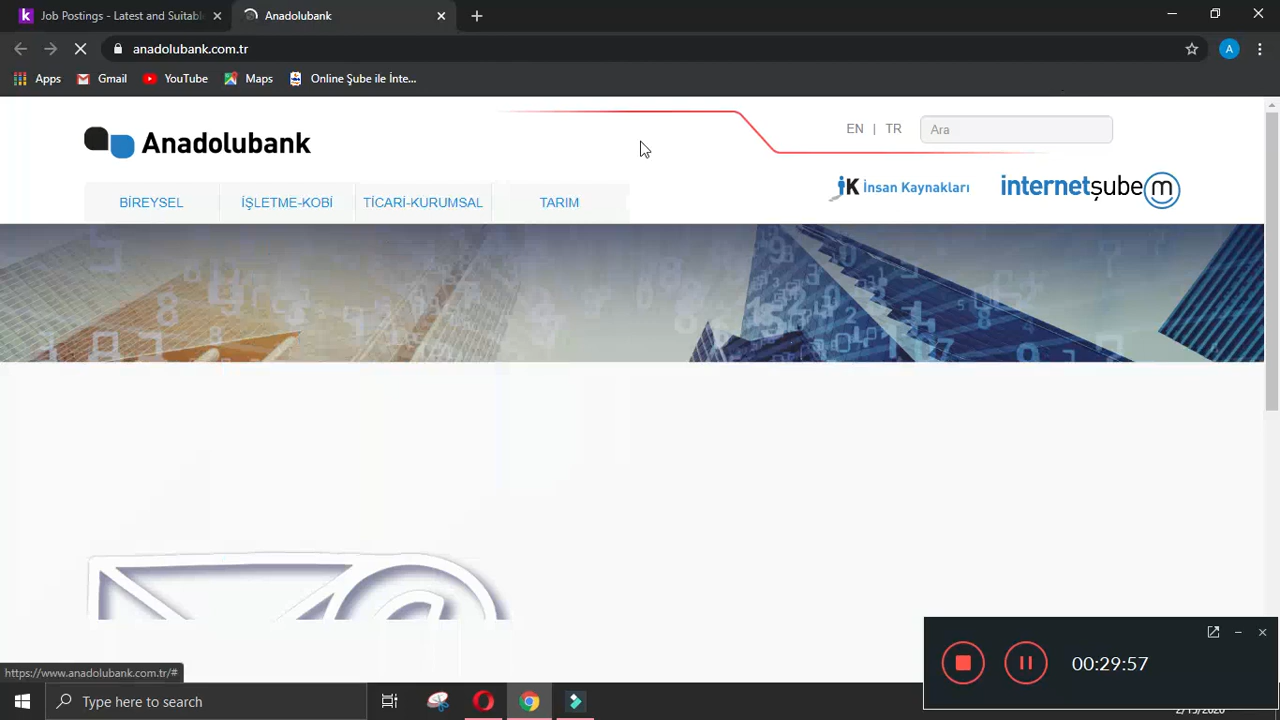 Job Postings - Latest and Suitabl
Anadolubank
anadolubank.com.tr
A
Apps
Gmail
YouTube
Maps
Online Şube ile İnte...
Anadolubank
EN | TR
Ara
İK İnsan Kaynakları
internetşubem
BİREYSEL
İŞLETME-KOBİ
TİCARİ-KURUMSAL
TARIM
https://www.anadolubank.com.tr/#
00:29:57
Type here to search